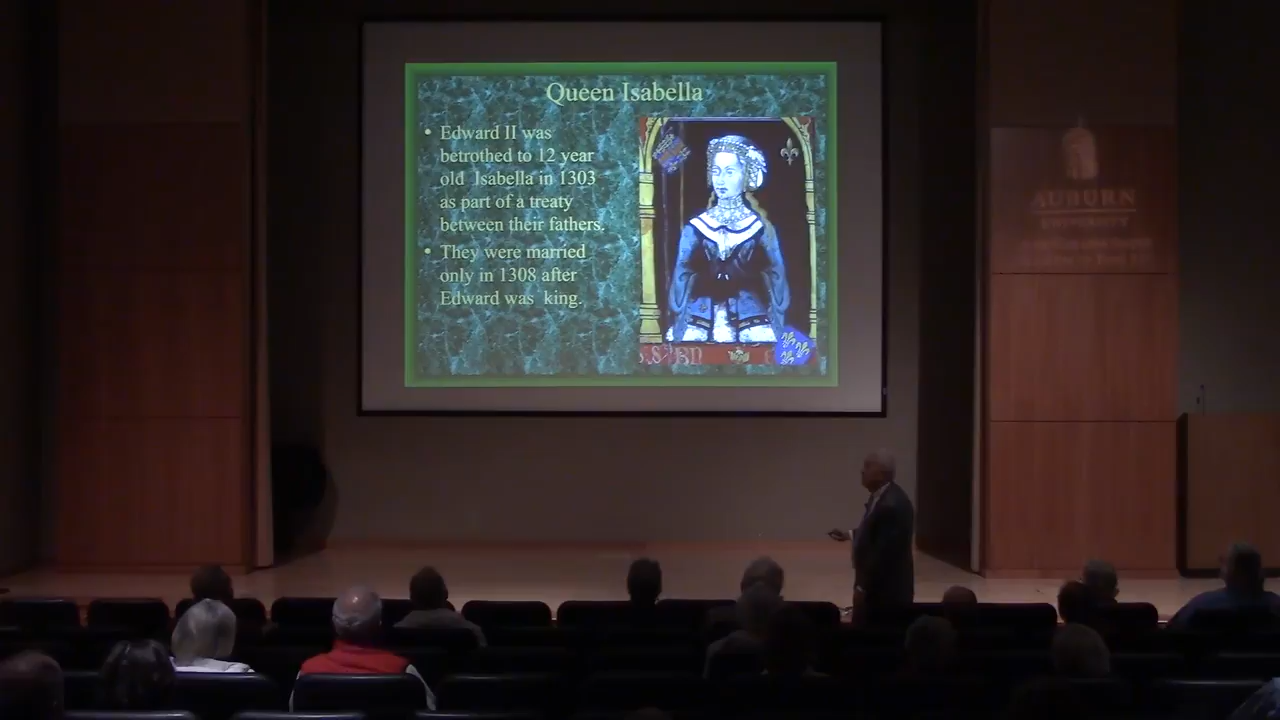 Queen Isabella
• Edward II was
betrothed to 12 year
old Isabella in 1303
as part of a treaty
between their fathers.
• They were married
only in 1308 after
Edward was king.
AUBURN
UNIVERSITY